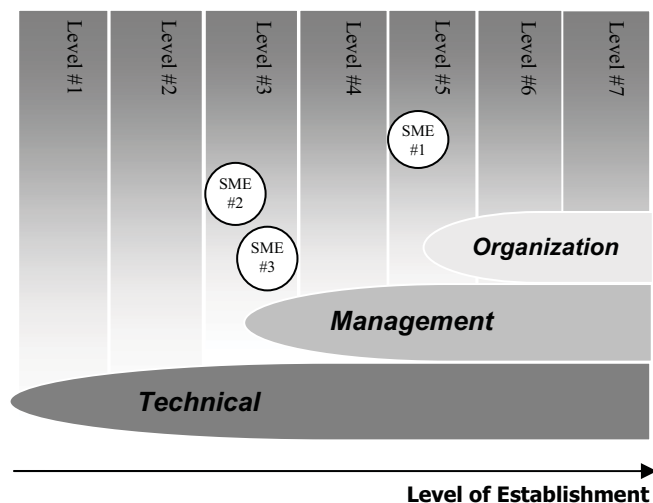 Level #1
Level #2
Level #3
Level #4
Level #5
Level #6
Level #7
SME
#1
SME
#2
SME
#3
Organization
Management
Technical
Level of Establishment